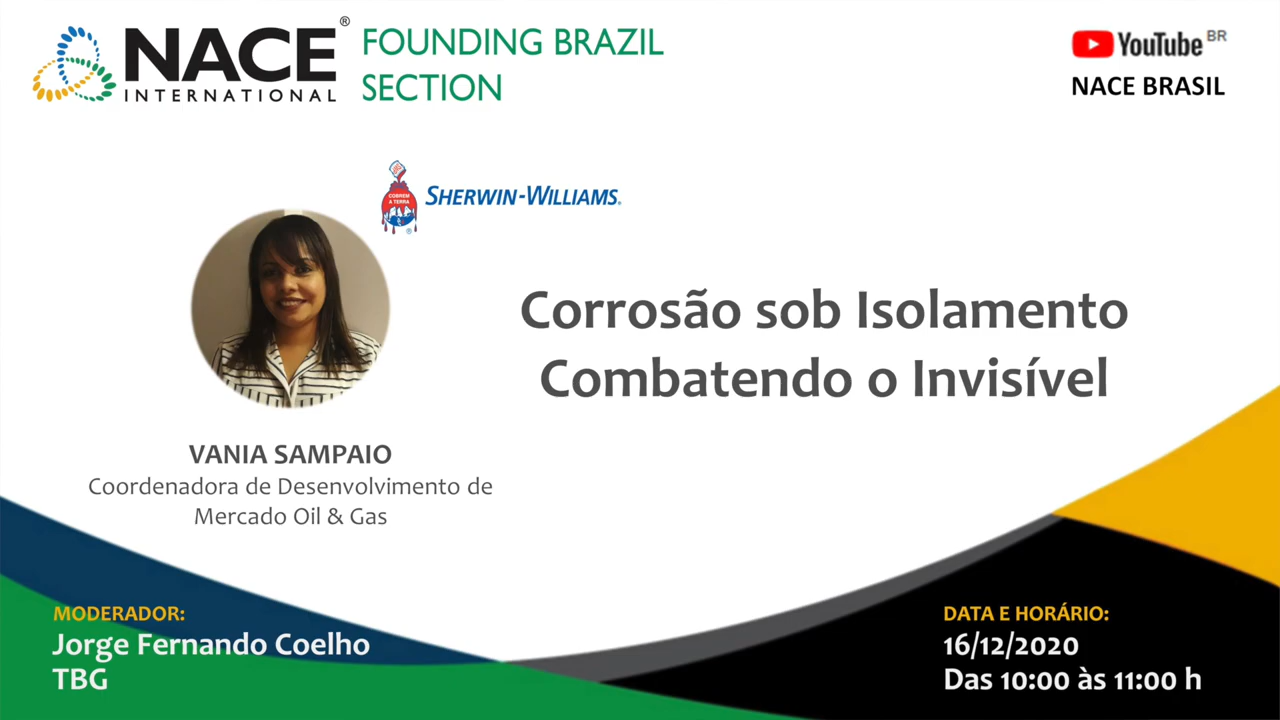 NACE®
INTERNATIONAL
FOUNDING BRAZIL
SECTION
YouTube BR
NACE BRASIL
COBREM
A TERRA
SHERWIN-WILLIAMS.
®
Corrosão sob Isolamento
Combatendo o Invisível
VANIA SAMPAIO
Coordenadora de Desenvolvimento de
Mercado Oil & Gas
MODERADOR:
Jorge Fernando Coelho
TBG
DATA E HORÁRIO:
16/12/2020
Das 10:00 às 11:00 h